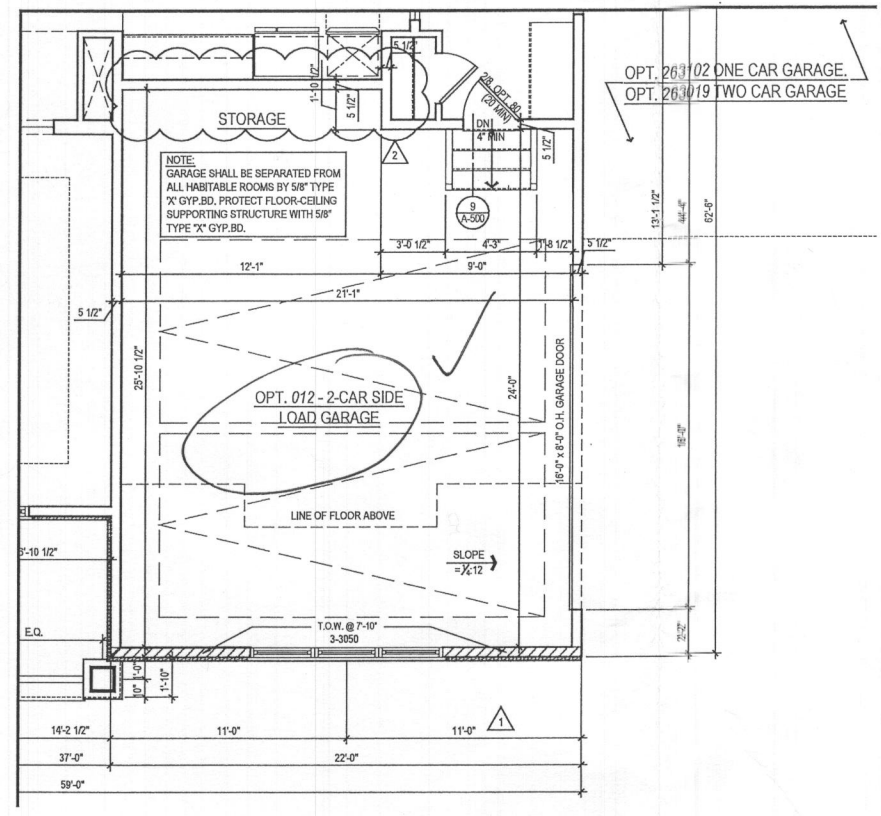 OPT. 263102 ONE CAR GARAGE.
OPT. 263019 TWO CAR GARAGE
5 1/2"
1'-10 1/2"
5 1/2"
2/8 OPT. 80
(20 MIN)
STORAGE
DN
4" MIN
5 1/2"
2
NOTE:
GARAGE SHALL BE SEPARATED FROM
ALL HABITABLE ROOMS BY 5/8" TYPE
'X' GYP.BD. PROTECT FLOOR-CEILING
SUPPORTING STRUCTURE WITH 5/8"
TYPE "X" GYP.BD.
9
A-500
13'-1 1/2"
44'-4"
62'-6"
3'-0 1/2"
4'-3"
1'-8 1/2"
5 1/2"
12'-1"
9'-0"
21'-1"
5 1/2"
25'-10 1/2"
24'-0"
16'-0" x 8'-0" O.H. GARAGE DOOR
16'-0"
OPT. 012 - 2-CAR SIDE
LOAD GARAGE
LINE OF FLOOR ABOVE
SLOPE
=¼:12
6'-10 1/2"
E.Q.
T.O.W. @ 7'-10"
3-3050
2'-2"
10"
1'-0"
1'-10"
1
14'-2 1/2"
11'-0"
11'-0"
37'-0"
22'-0"
59'-0"